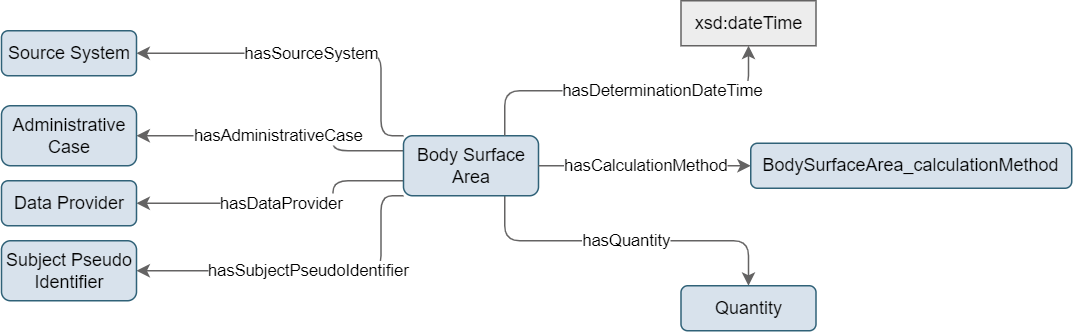 xsd:dateTime
Source System
hasSourceSystem
hasDeterminationDateTime
Administrative
Case
hasAdministrativeCase
Body Surface
Area
hasCalculationMethod
BodySurfaceArea_calculationMethod
Data Provider
hasDataProvider
hasQuantity
Subject Pseudo
Identifier
hasSubjectPseudoIdentifier
Quantity